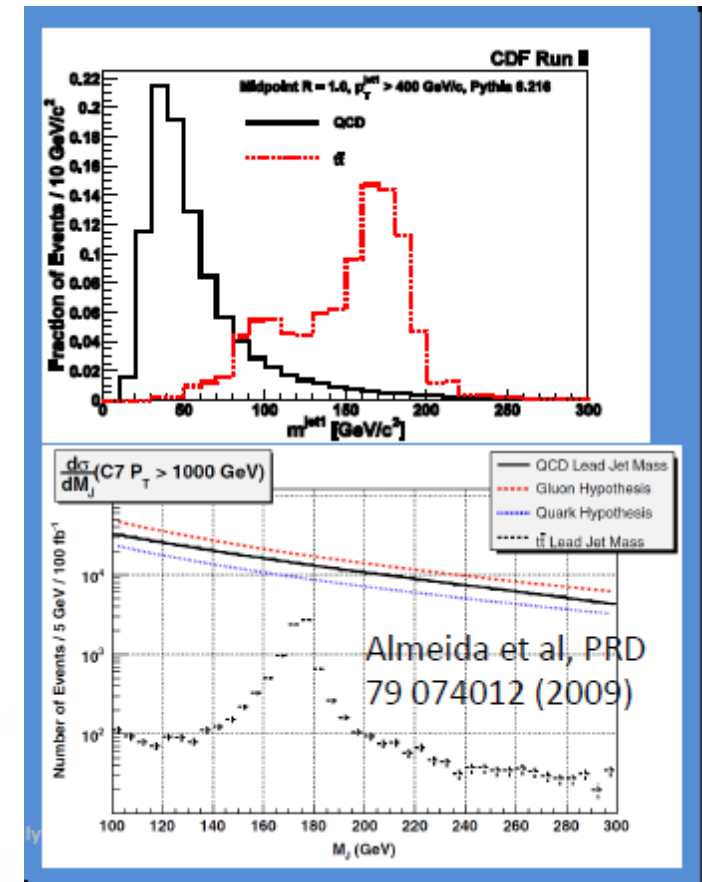 CDF Run II
Midpoint R = 1.0, p_T^jet1 > 400 GeV/c, Pythia 6.216
QCD
tt̄
Fraction of Events / 10 GeV/c²
0.22
0.2
0.18
0.16
0.14
0.12
0.1
0.08
0.06
0.04
0.02
0
0 50 100 150 200 250 300
m^jet1 [GeV/c²]
dσ/dM_J (C7 P_T > 1000 GeV)
QCD Lead Jet Mass
Gluon Hypothesis
Quark Hypothesis
tt̄ Lead Jet Mass
Number of Events / 5 GeV / 100 fb⁻¹
10⁴
10³
10²
Almeida et al, PRD
79 074012 (2009)
100 120 140 160 180 200 220 240 260 280 300
M_J (GeV)
ly